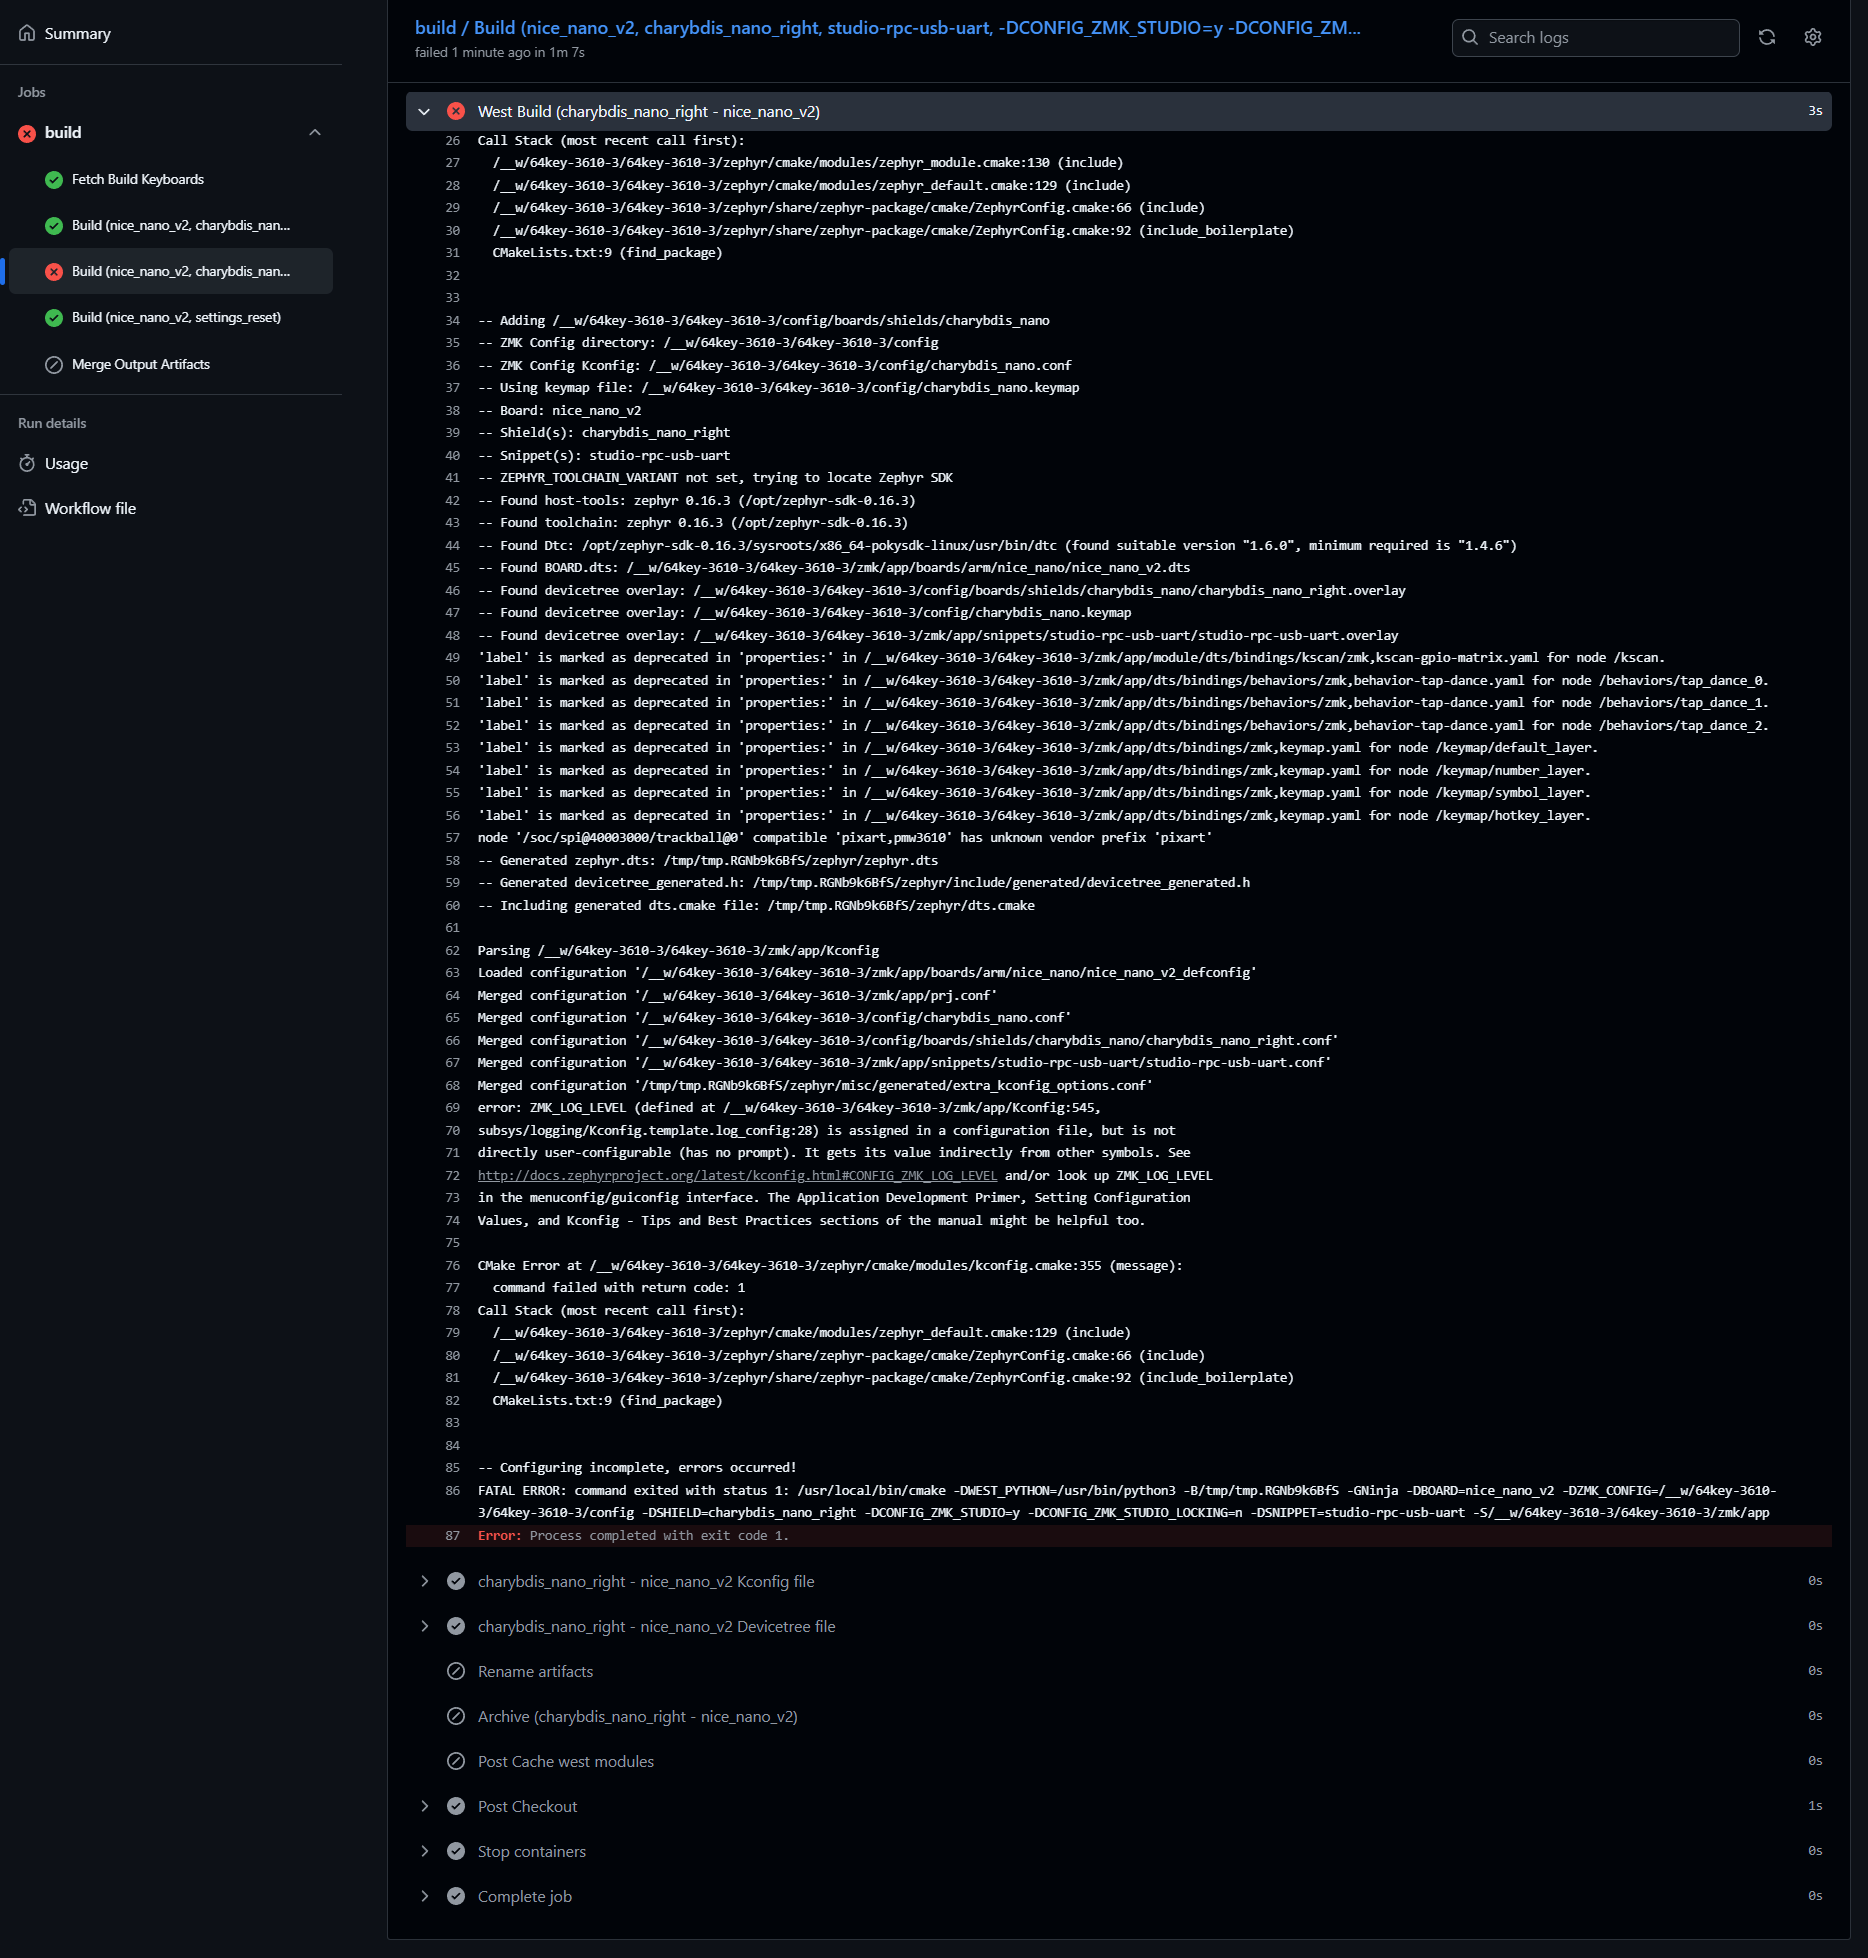 Summary
Jobs
build
Fetch Build Keyboards
Build (nice_nano_v2, charybdis_nan...
Build (nice_nano_v2, charybdis_nan...
Build (nice_nano_v2, settings_reset)
Merge Output Artifacts
Run details
Usage
Workflow file
build / Build (nice_nano_v2, charybdis_nano_right, studio-rpc-usb-uart, -DCONFIG_ZMK_STUDIO=y -DCONFIG_ZM...
failed 1 minute ago in 1m 7s
Search logs
West Build (charybdis_nano_right - nice_nano_v2) 3s
26 Call Stack (most recent call first):
27 /__w/64key-3610-3/64key-3610-3/zephyr/cmake/modules/zephyr_module.cmake:130 (include)
28 /__w/64key-3610-3/64key-3610-3/zephyr/cmake/modules/zephyr_default.cmake:129 (include)
29 /__w/64key-3610-3/64key-3610-3/zephyr/share/zephyr-package/cmake/ZephyrConfig.cmake:66 (include)
30 /__w/64key-3610-3/64key-3610-3/zephyr/share/zephyr-package/cmake/ZephyrConfig.cmake:92 (include_boilerplate)
31 CMakeLists.txt:9 (find_package)
32
33
34 -- Adding /__w/64key-3610-3/64key-3610-3/config/boards/shields/charybdis_nano
35 -- ZMK Config directory: /__w/64key-3610-3/64key-3610-3/config
36 -- ZMK Config Kconfig: /__w/64key-3610-3/64key-3610-3/config/charybdis_nano.conf
37 -- Using keymap file: /__w/64key-3610-3/64key-3610-3/config/charybdis_nano.keymap
38 -- Board: nice_nano_v2
39 -- Shield(s): charybdis_nano_right
40 -- Snippet(s): studio-rpc-usb-uart
41 -- ZEPHYR_TOOLCHAIN_VARIANT not set, trying to locate Zephyr SDK
42 -- Found host-tools: zephyr 0.16.3 (/opt/zephyr-sdk-0.16.3)
43 -- Found toolchain: zephyr 0.16.3 (/opt/zephyr-sdk-0.16.3)
44 -- Found Dtc: /opt/zephyr-sdk-0.16.3/sysroots/x86_64-pokysdk-linux/usr/bin/dtc (found suitable version "1.6.0", minimum required is "1.4.6")
45 -- Found BOARD.dts: /__w/64key-3610-3/64key-3610-3/zmk/app/boards/arm/nice_nano/nice_nano_v2.dts
46 -- Found devicetree overlay: /__w/64key-3610-3/64key-3610-3/config/boards/shields/charybdis_nano/charybdis_nano_right.overlay
47 -- Found devicetree overlay: /__w/64key-3610-3/64key-3610-3/config/charybdis_nano.keymap
48 -- Found devicetree overlay: /__w/64key-3610-3/64key-3610-3/zmk/app/snippets/studio-rpc-usb-uart/studio-rpc-usb-uart.overlay
49 'label' is marked as deprecated in 'properties:' in /__w/64key-3610-3/64key-3610-3/zmk/app/module/dts/bindings/kscan/zmk,kscan-gpio-matrix.yaml for node /kscan.
50 'label' is marked as deprecated in 'properties:' in /__w/64key-3610-3/64key-3610-3/zmk/app/dts/bindings/behaviors/zmk,behavior-tap-dance.yaml for node /behaviors/tap_dance_0.
51 'label' is marked as deprecated in 'properties:' in /__w/64key-3610-3/64key-3610-3/zmk/app/dts/bindings/behaviors/zmk,behavior-tap-dance.yaml for node /behaviors/tap_dance_1.
52 'label' is marked as deprecated in 'properties:' in /__w/64key-3610-3/64key-3610-3/zmk/app/dts/bindings/behaviors/zmk,behavior-tap-dance.yaml for node /behaviors/tap_dance_2.
53 'label' is marked as deprecated in 'properties:' in /__w/64key-3610-3/64key-3610-3/zmk/app/dts/bindings/zmk,keymap.yaml for node /keymap/default_layer.
54 'label' is marked as deprecated in 'properties:' in /__w/64key-3610-3/64key-3610-3/zmk/app/dts/bindings/zmk,keymap.yaml for node /keymap/number_layer.
55 'label' is marked as deprecated in 'properties:' in /__w/64key-3610-3/64key-3610-3/zmk/app/dts/bindings/zmk,keymap.yaml for node /keymap/symbol_layer.
56 'label' is marked as deprecated in 'properties:' in /__w/64key-3610-3/64key-3610-3/zmk/app/dts/bindings/zmk,keymap.yaml for node /keymap/hotkey_layer.
57 node '/soc/spi@40003000/trackball@0' compatible 'pixart,pmw3610' has unknown vendor prefix 'pixart'
58 -- Generated zephyr.dts: /tmp/tmp.RGNb9k6BfS/zephyr/zephyr.dts
59 -- Generated devicetree_generated.h: /tmp/tmp.RGNb9k6BfS/zephyr/include/generated/devicetree_generated.h
60 -- Including generated dts.cmake file: /tmp/tmp.RGNb9k6BfS/zephyr/dts.cmake
61
62 Parsing /__w/64key-3610-3/64key-3610-3/zmk/app/Kconfig
63 Loaded configuration '/__w/64key-3610-3/64key-3610-3/zmk/app/boards/arm/nice_nano/nice_nano_v2_defconfig'
64 Merged configuration '/__w/64key-3610-3/64key-3610-3/zmk/app/prj.conf'
65 Merged configuration '/__w/64key-3610-3/64key-3610-3/config/charybdis_nano.conf'
66 Merged configuration '/__w/64key-3610-3/64key-3610-3/config/boards/shields/charybdis_nano/charybdis_nano_right.conf'
67 Merged configuration '/__w/64key-3610-3/64key-3610-3/zmk/app/snippets/studio-rpc-usb-uart/studio-rpc-usb-uart.conf'
68 Merged configuration '/tmp/tmp.RGNb9k6BfS/zephyr/misc/generated/extra_kconfig_options.conf'
69 error: ZMK_LOG_LEVEL (defined at /__w/64key-3610-3/64key-3610-3/zmk/app/Kconfig:545,
70 subsys/logging/Kconfig.template.log_config:28) is assigned in a configuration file, but is not
71 directly user-configurable (has no prompt). It gets its value indirectly from other symbols. See
72 http://docs.zephyrproject.org/latest/kconfig.html#CONFIG_ZMK_LOG_LEVEL and/or look up ZMK_LOG_LEVEL
73 in the menuconfig/guiconfig interface. The Application Development Primer, Setting Configuration
74 Values, and Kconfig - Tips and Best Practices sections of the manual might be helpful too.
75
76 CMake Error at /__w/64key-3610-3/64key-3610-3/zephyr/cmake/modules/kconfig.cmake:355 (message):
77 command failed with return code: 1
78 Call Stack (most recent call first):
79 /__w/64key-3610-3/64key-3610-3/zephyr/cmake/modules/zephyr_default.cmake:129 (include)
80 /__w/64key-3610-3/64key-3610-3/zephyr/share/zephyr-package/cmake/ZephyrConfig.cmake:66 (include)
81 /__w/64key-3610-3/64key-3610-3/zephyr/share/zephyr-package/cmake/ZephyrConfig.cmake:92 (include_boilerplate)
82 CMakeLists.txt:9 (find_package)
83
84
85 -- Configuring incomplete, errors occurred!
86 FATAL ERROR: command exited with status 1: /usr/local/bin/cmake -DWEST_PYTHON=/usr/bin/python3 -B/tmp/tmp.RGNb9k6BfS -GNinja -DBOARD=nice_nano_v2 -DZMK_CONFIG=/__w/64key-3610-
3/64key-3610-3/config -DSHIELD=charybdis_nano_right -DCONFIG_ZMK_STUDIO=y -DCONFIG_ZMK_STUDIO_LOCKING=n -DSNIPPET=studio-rpc-usb-uart -S/__w/64key-3610-3/64key-3610-3/zmk/app
87 Error: Process completed with exit code 1.
charybdis_nano_right - nice_nano_v2 Kconfig file 0s
charybdis_nano_right - nice_nano_v2 Devicetree file 0s
Rename artifacts 0s
Archive (charybdis_nano_right - nice_nano_v2) 0s
Post Cache west modules 0s
Post Checkout 1s
Stop containers 0s
Complete job 0s